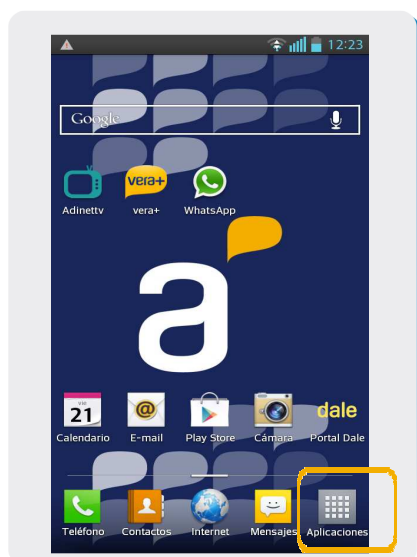 12:23
Google
vera+
Adinettv vera+ WhatsApp
a
VIE
21 @ dale
Calendario E-mail Play Store Cámara Portal Dale
Teléfono Contactos Internet Mensajes Aplicaciones